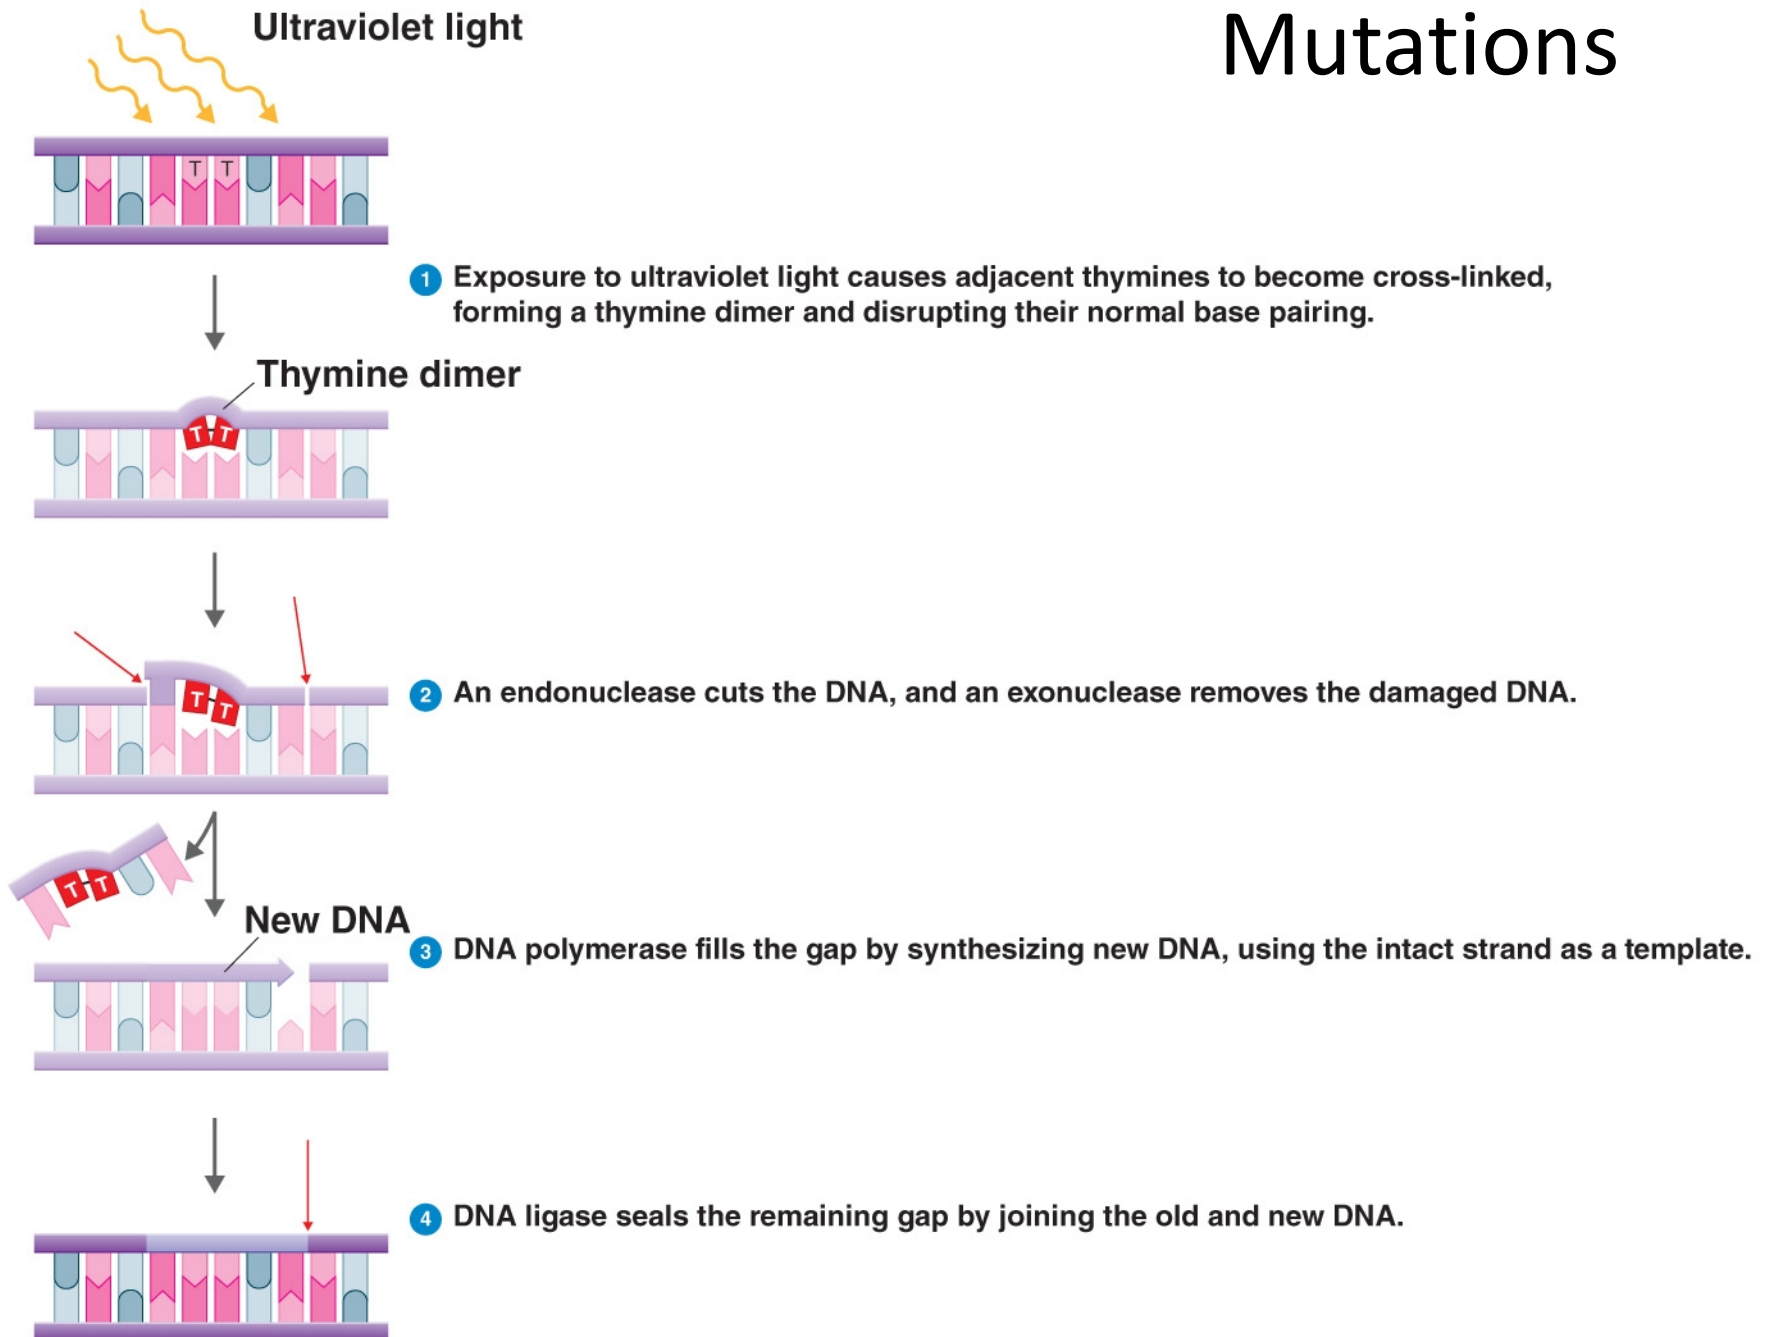 Ultraviolet light
Mutations
T T
1 Exposure to ultraviolet light causes adjacent thymines to become cross-linked,
forming a thymine dimer and disrupting their normal base pairing.
Thymine dimer
T T
2 An endonuclease cuts the DNA, and an exonuclease removes the damaged DNA.
T T
T T
New DNA
3 DNA polymerase fills the gap by synthesizing new DNA, using the intact strand as a template.
4 DNA ligase seals the remaining gap by joining the old and new DNA.